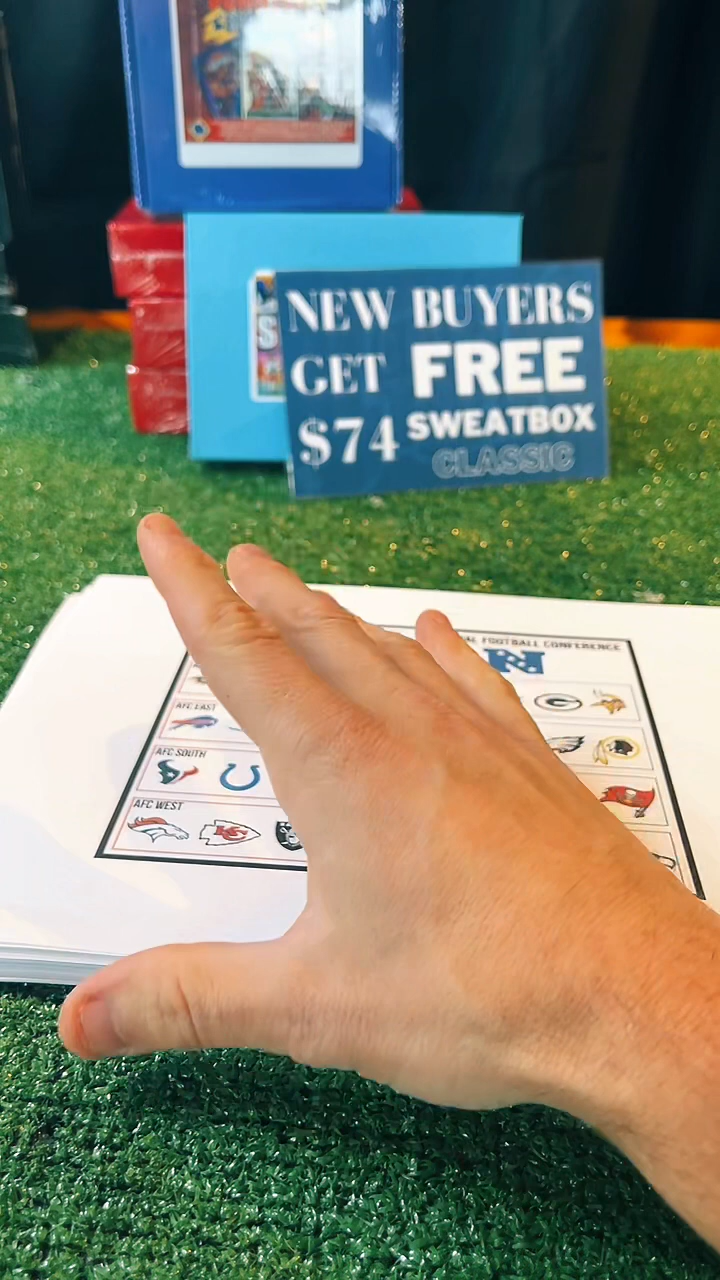 NEW BUYERS
GET FREE
$74 SWEATBOX
CLASSIC
FOOTBALL CONFERENCE
N
AFC EAST
AFC SOUTH
AFC WEST